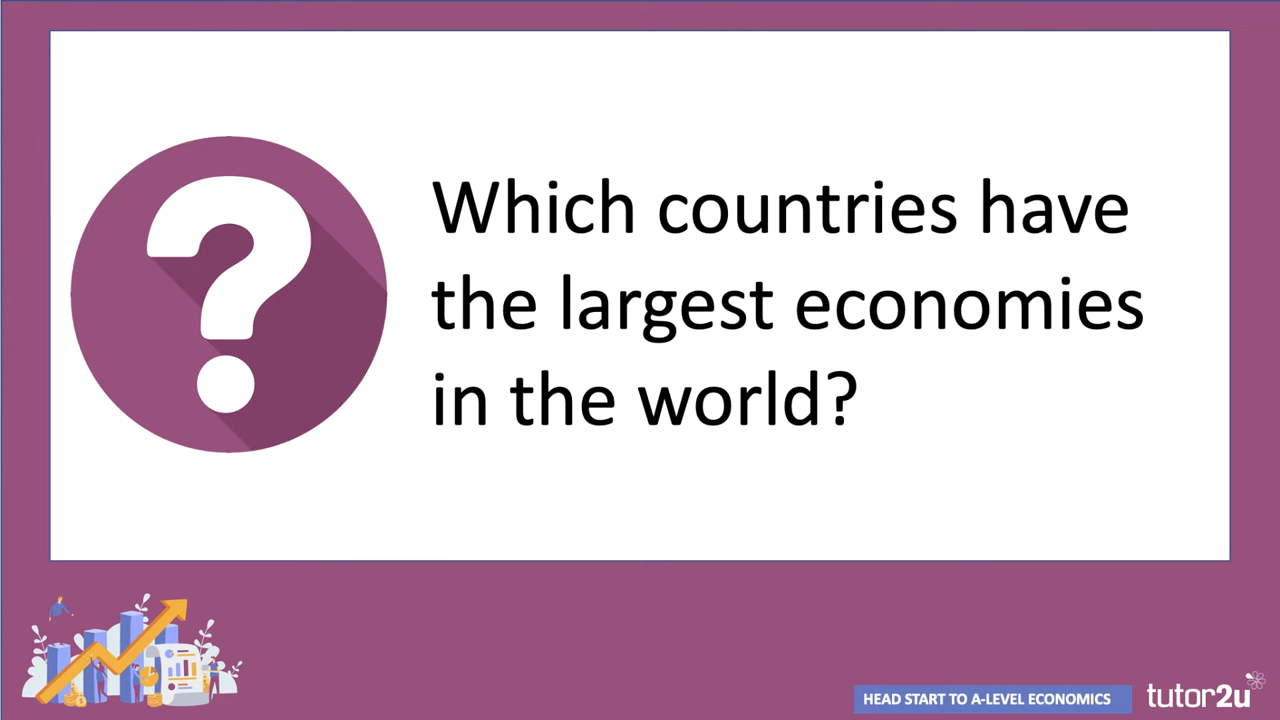 Which countries have
the largest economies
in the world?
HEAD START TO A-LEVEL ECONOMICS
tutor2u